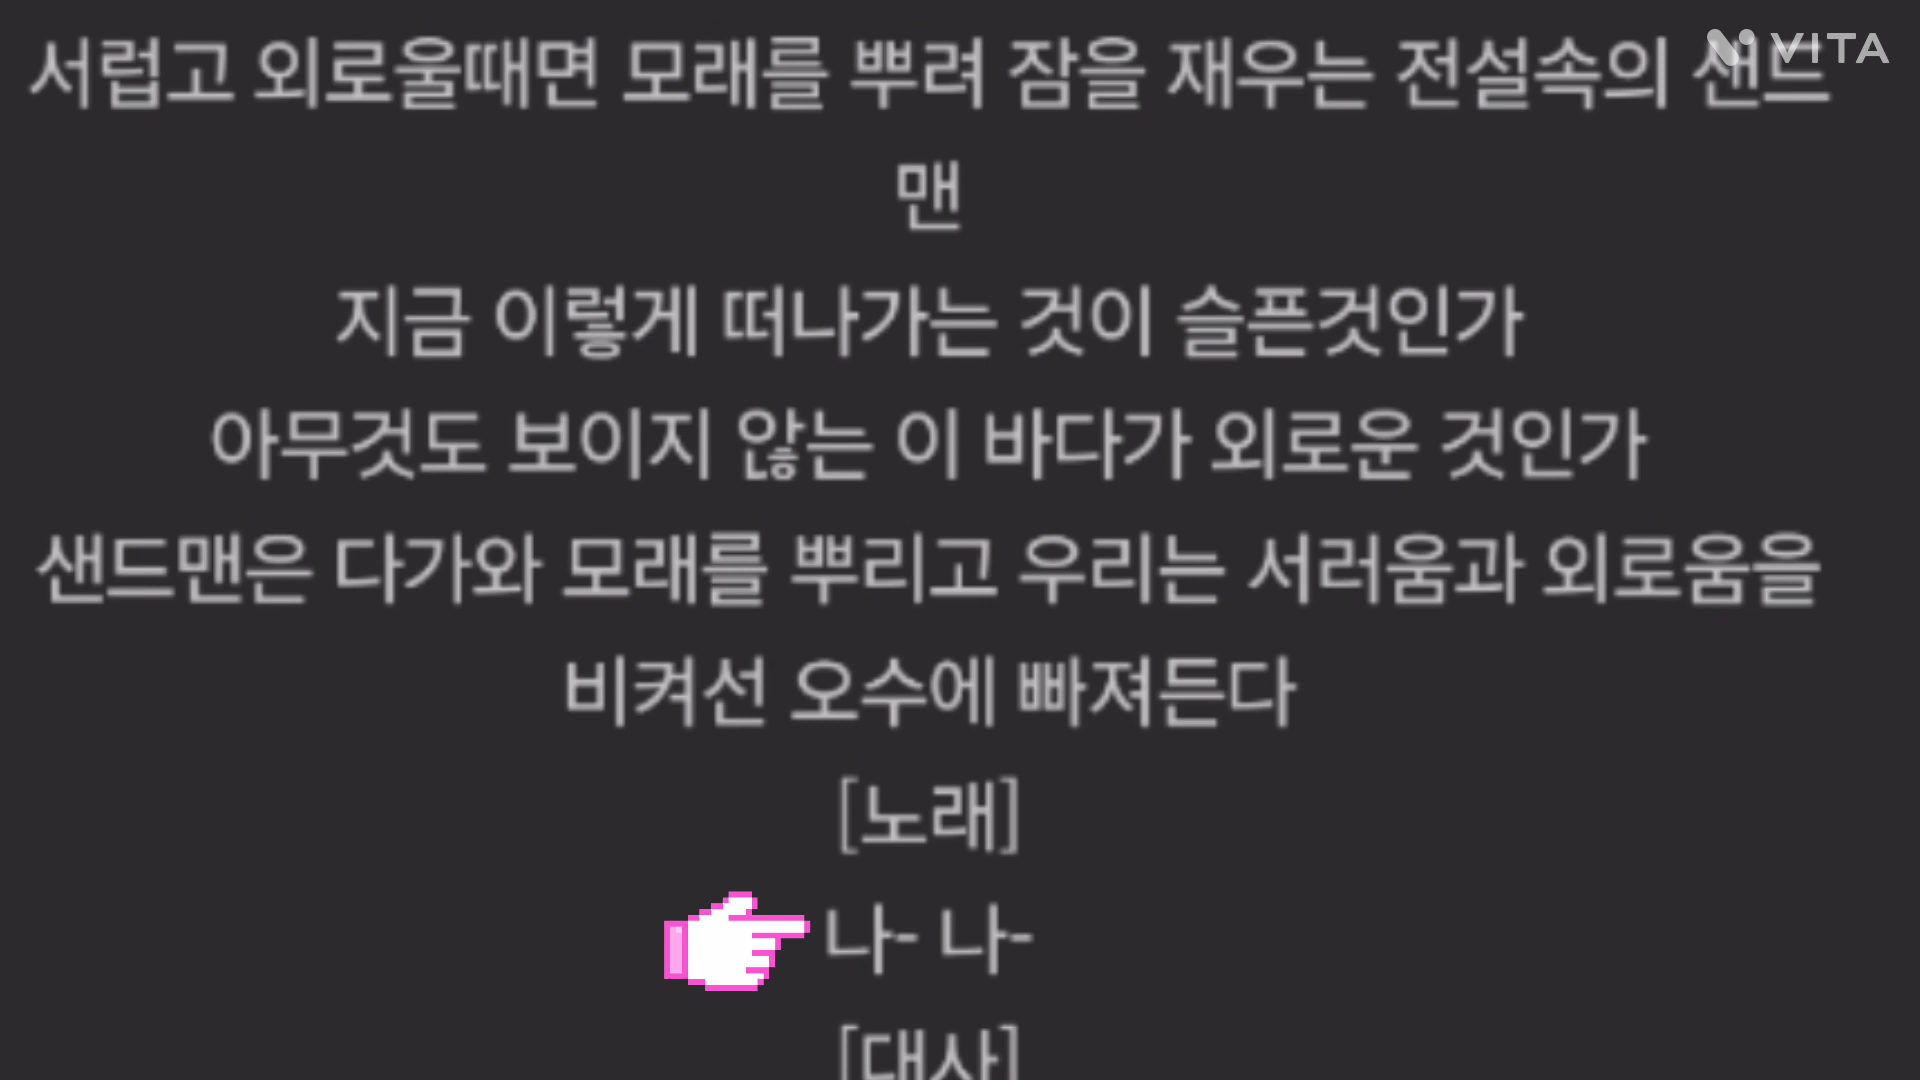 서럽고 외로울때면 모래를 뿌려 잠을 재우는 전설속의 샌드
맨
지금 이렇게 떠나가는 것이 슬픈것인가
아무것도 보이지 않는 이 바다가 외로운 것인가
샌드맨은 다가와 모래를 뿌리고 우리는 서러움과 외로움을
비켜선 오수에 빠져든다
[노래]
나- 나-
[대사]
VITA